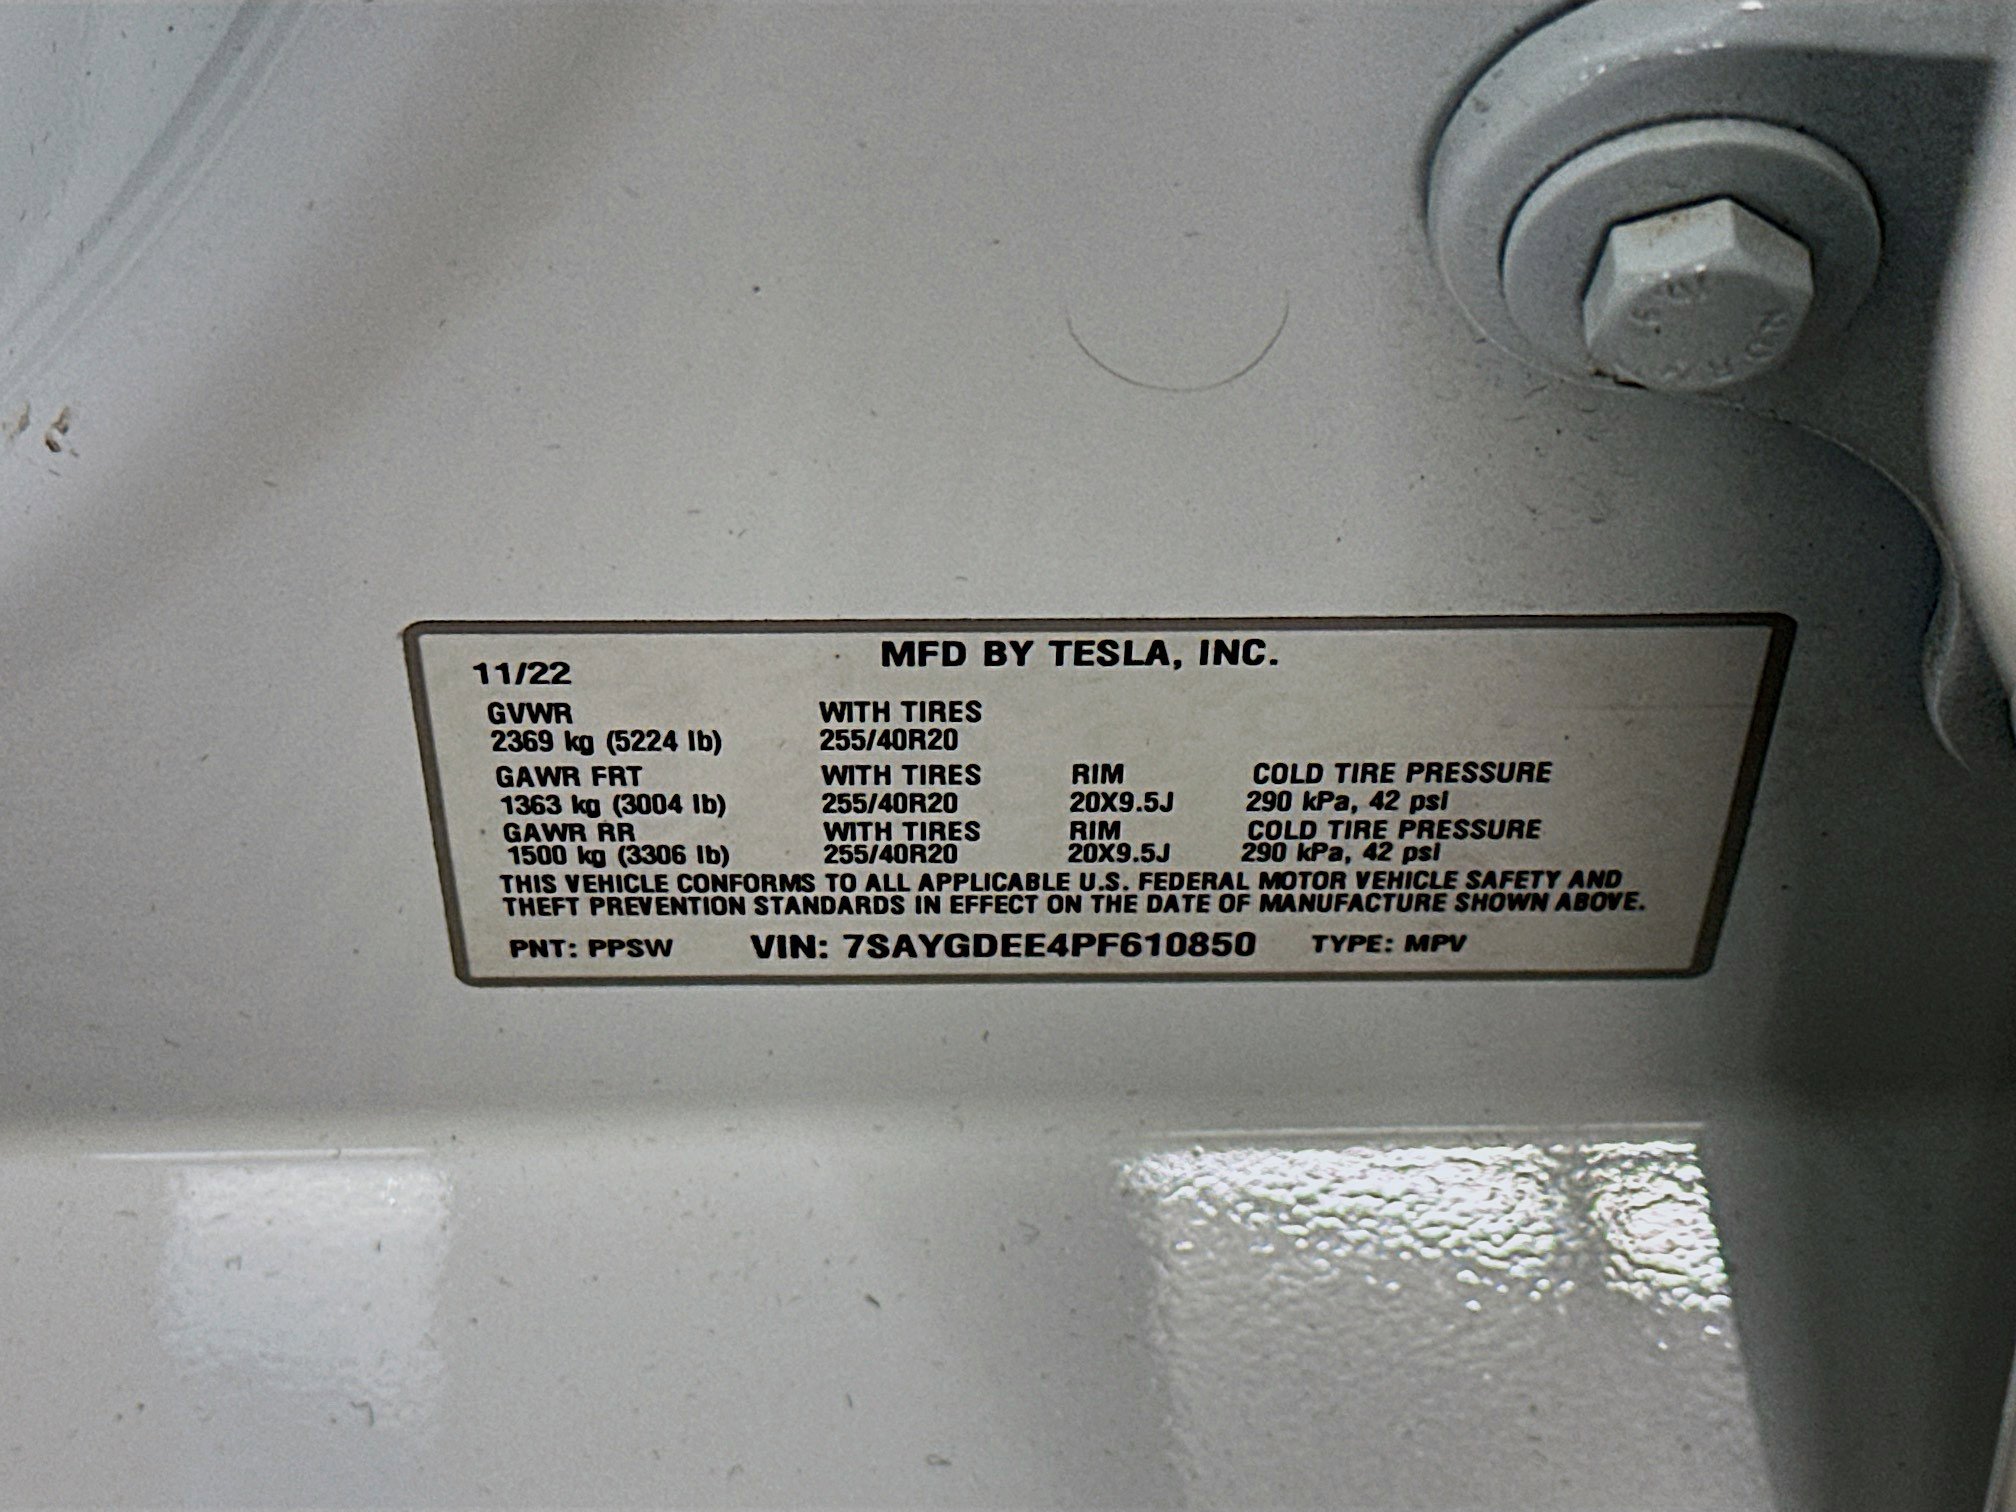 MFD BY TESLA, INC.
11/22
GVWR WITH TIRES
2369 kg (5224 lb) 255/40R20
GAWR FRT WITH TIRES RIM COLD TIRE PRESSURE
1363 kg (3004 lb) 255/40R20 20X9.5J 290 kPa, 42 psi
GAWR RR WITH TIRES RIM COLD TIRE PRESSURE
1500 kg (3306 lb) 255/40R20 20X9.5J 290 kPa, 42 psi
THIS VEHICLE CONFORMS TO ALL APPLICABLE U.S. FEDERAL MOTOR VEHICLE SAFETY AND
THEFT PREVENTION STANDARDS IN EFFECT ON THE DATE OF MANUFACTURE SHOWN ABOVE.
PNT: PPSW VIN: 7SAYGDEE4PF610850 TYPE: MPV